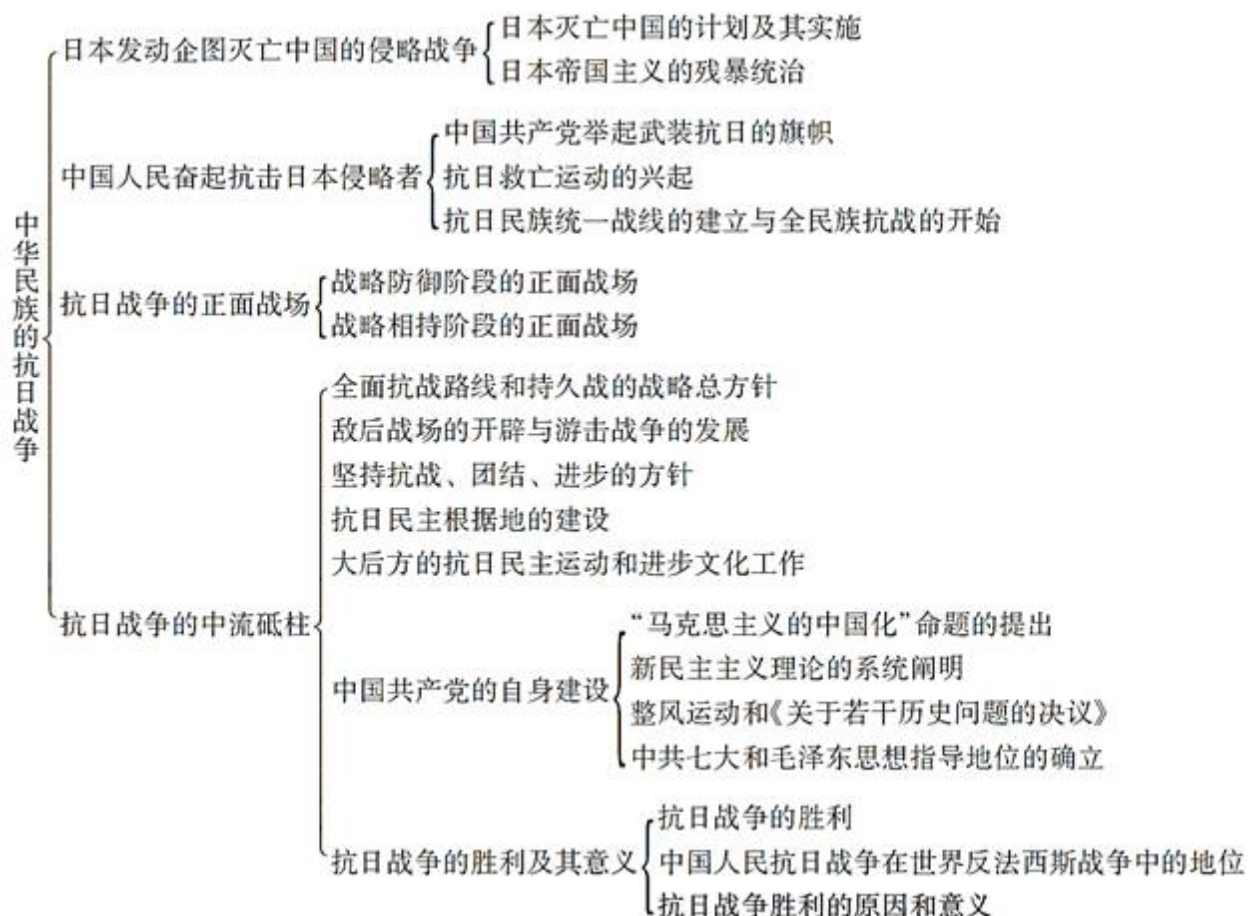 中华民族的抗日战争
日本发动企图灭亡中国的侵略战争
日本灭亡中国的计划及其实施
日本帝国主义的残暴统治
中国人民奋起抗击日本侵略者
中国共产党举起武装抗日的旗帜
抗日救亡运动的兴起
抗日民族统一战线的建立与全民族抗战的开始
抗日战争的正面战场
战略防御阶段的正面战场
战略相持阶段的正面战场
抗日战争的中流砥柱
全面抗战路线和持久战的战略总方针
敌后战场的开辟与游击战争的发展
坚持抗战、团结、进步的方针
抗日民主根据地的建设
大后方的抗日民主运动和进步文化工作
中国共产党的自身建设
“马克思主义的中国化”命题的提出
新民主主义理论的系统阐明
整风运动和《关于若干历史问题的决议》
中共七大和毛泽东思想指导地位的确立
抗日战争的胜利及其意义
抗日战争的胜利
中国人民抗日战争在世界反法西斯战争中的地位
抗日战争胜利的原因和意义